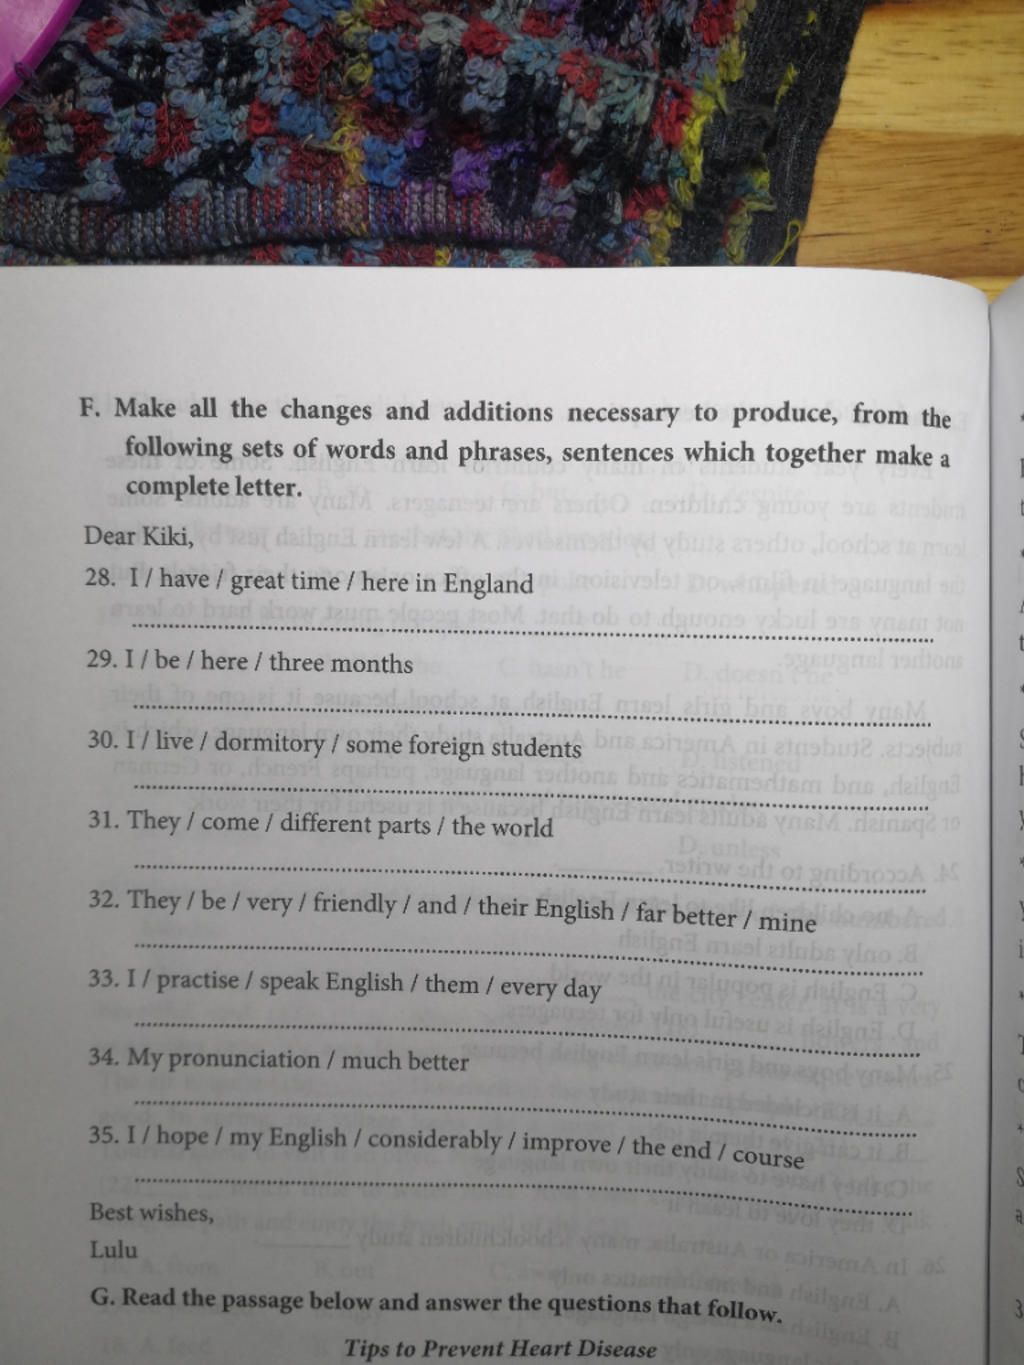 F. Make all the changes and additions necessary to produce, from the
following sets of words and phrases, sentences which together make a
complete letter.
Dear Kiki,
28. I / have / great time / here in England
29. I / be / here / three months
30. I / live / dormitory / some foreign students
31. They / come / different parts / the world
32. They / be / very / friendly / and / their English / far better / mine
33. I / practise / speak English / them / every day
34. My pronunciation / much better
35. I / hope / my English / considerably / improve / the end / course
Best wishes,
Lulu
G. Read the passage below and answer the questions that follow.
Tips to Prevent Heart Disease